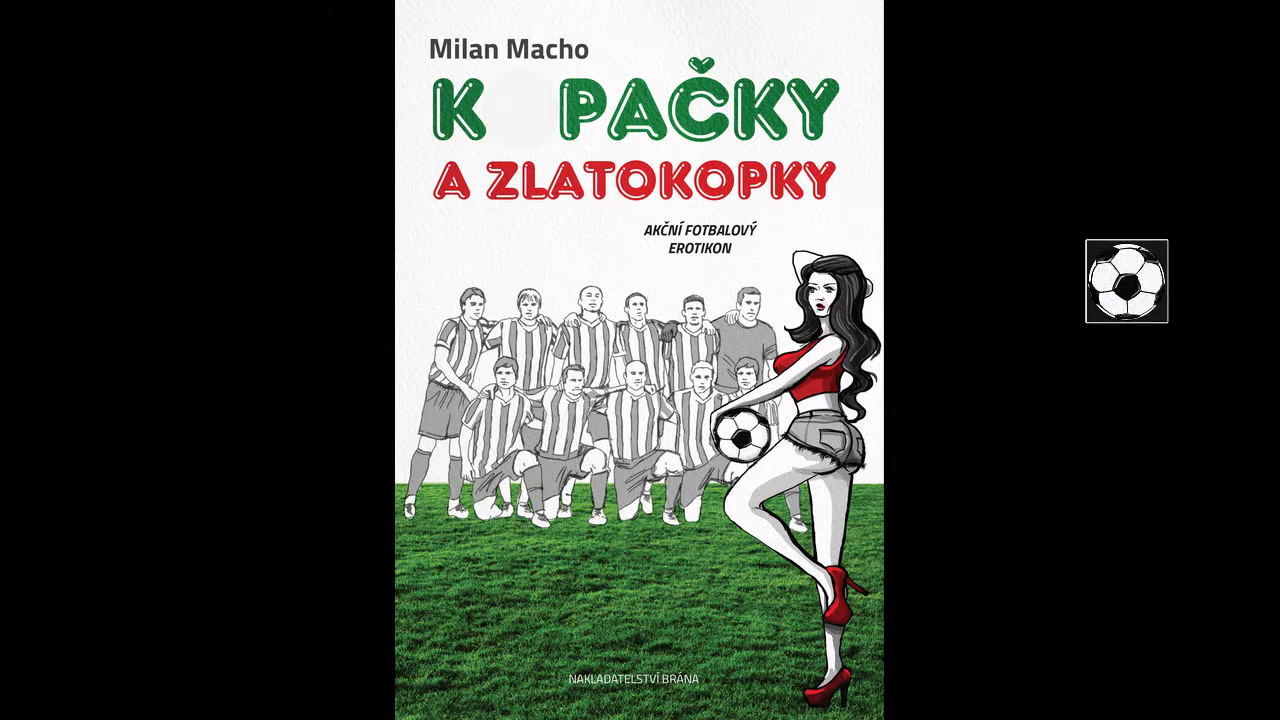 Milan Macho
K PAČKY
A ZLATOKOPKY
AKČNÍ FOTBALOVÝ
EROTIKON
NAKLADATELSTVÍ BRÁNA